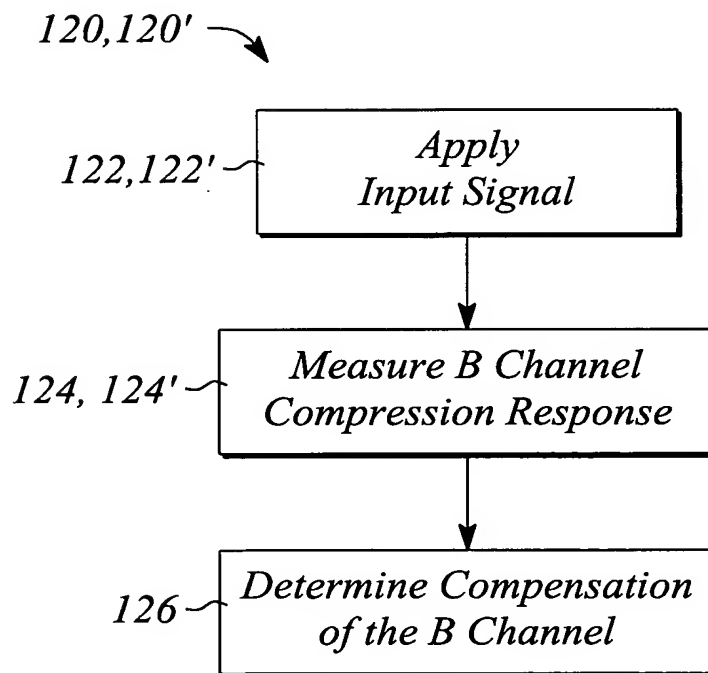 120,120'
122,122'
Apply
Input Signal
124, 124'
Measure B Channel
Compression Response
126
Determine Compensation
of the B Channel